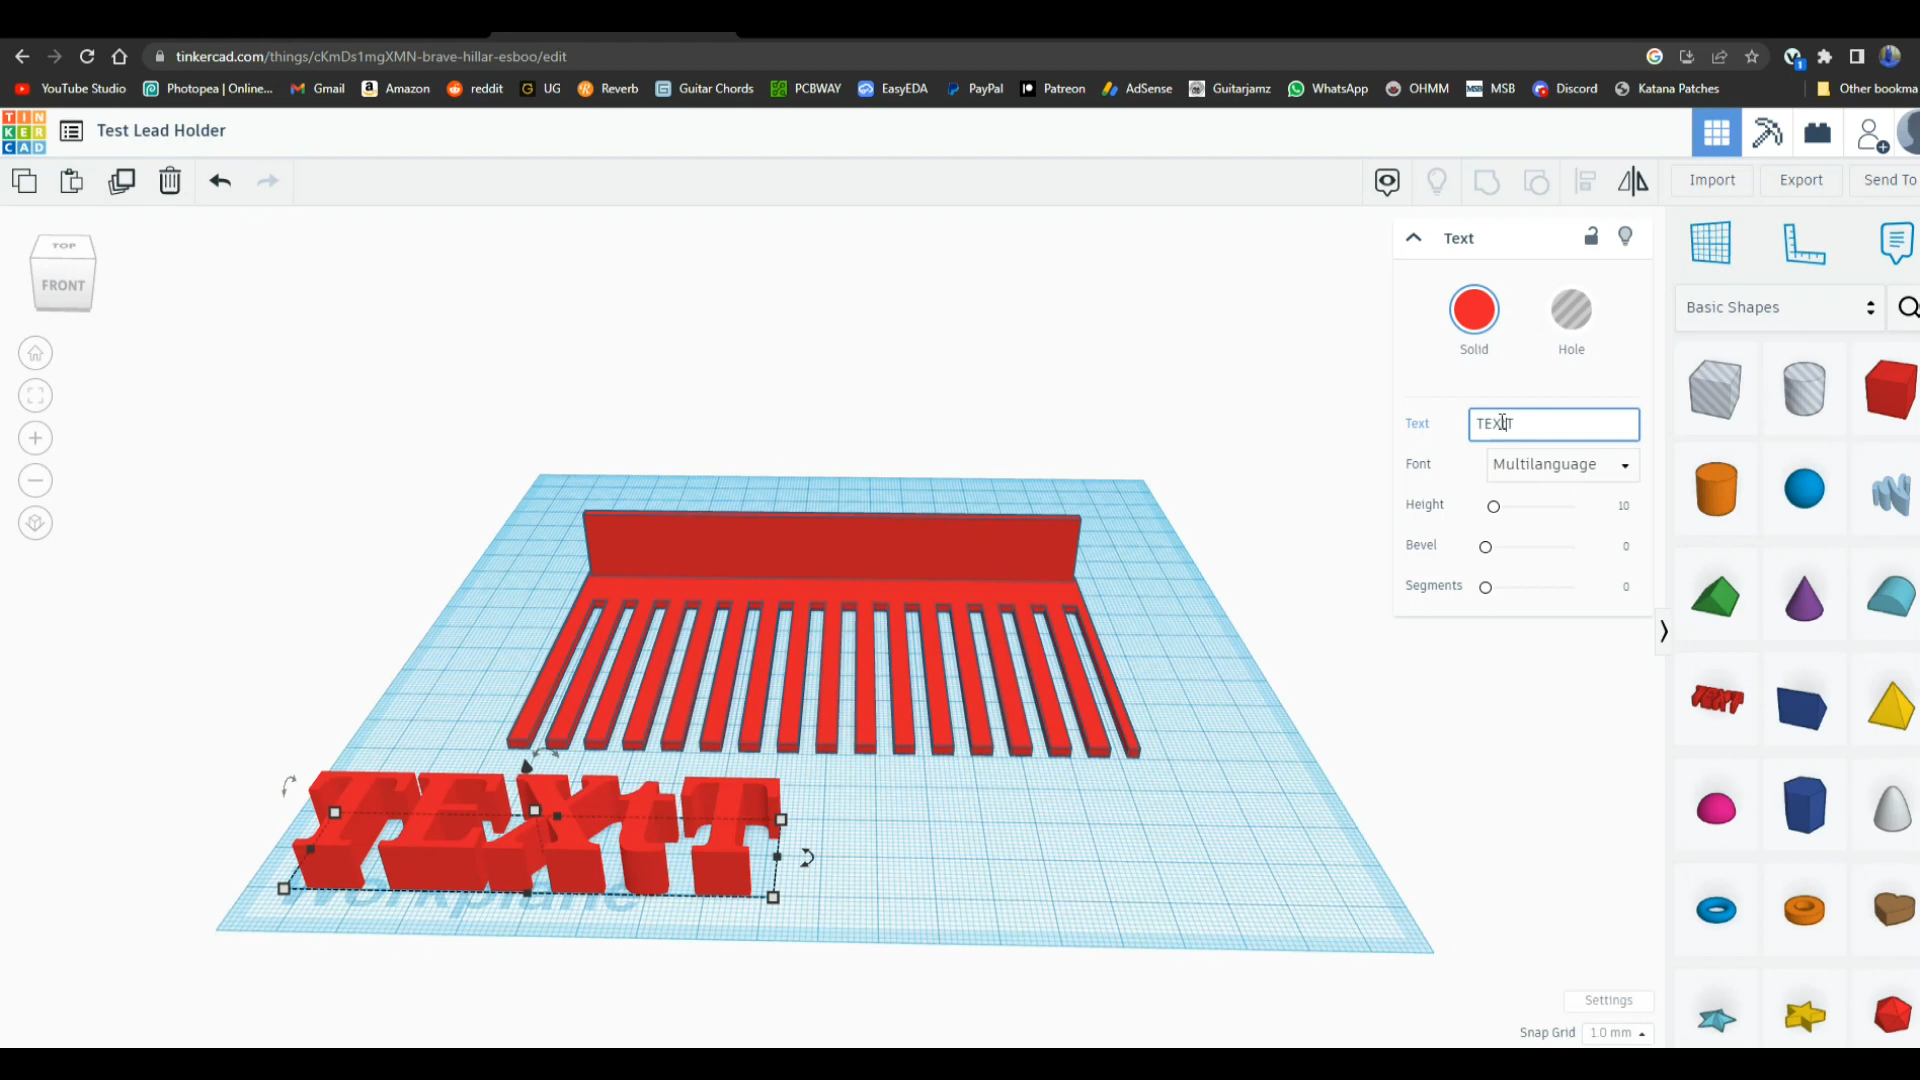 tinkercad.com/things/cKmDs1mgXMN-brave-hillar-esboo/edit
YouTube Studio Photopea | Online... Gmail Amazon reddit UG Reverb Guitar Chords PCBWAY EasyEDA PayPal Patreon AdSense Guitarjamz WhatsApp OHMM MSB MSB Discord Katana Patches Other bookma
TIN
KER
CAD
Test Lead Holder
Import Export Send To
TOP
FRONT
Text
Solid Hole
Text
Font Multilanguage
Height 10
Bevel 0
Segments 0
Basic Shapes
TEXT
TEXtT
Workplane
Settings
Snap Grid 1.0 mm